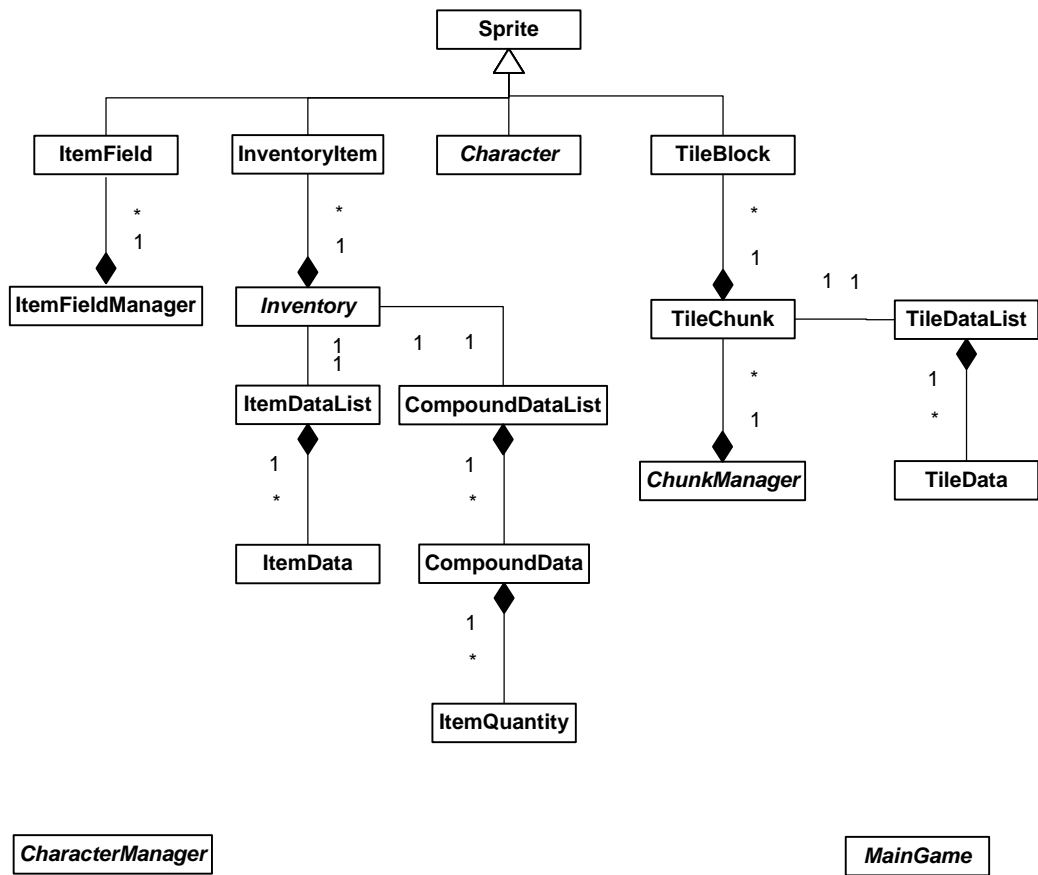 Sprite
ItemField
InventoryItem
Character
TileBlock
*
*
*
1
1
1
ItemFieldManager
Inventory
1 1
TileChunk
TileDataList
1
1 1
1
ItemDataList
CompoundDataList
*
1
1
*
1
1
*
*
ChunkManager
TileData
ItemData
CompoundData
1
*
ItemQuantity
CharacterManager
MainGame